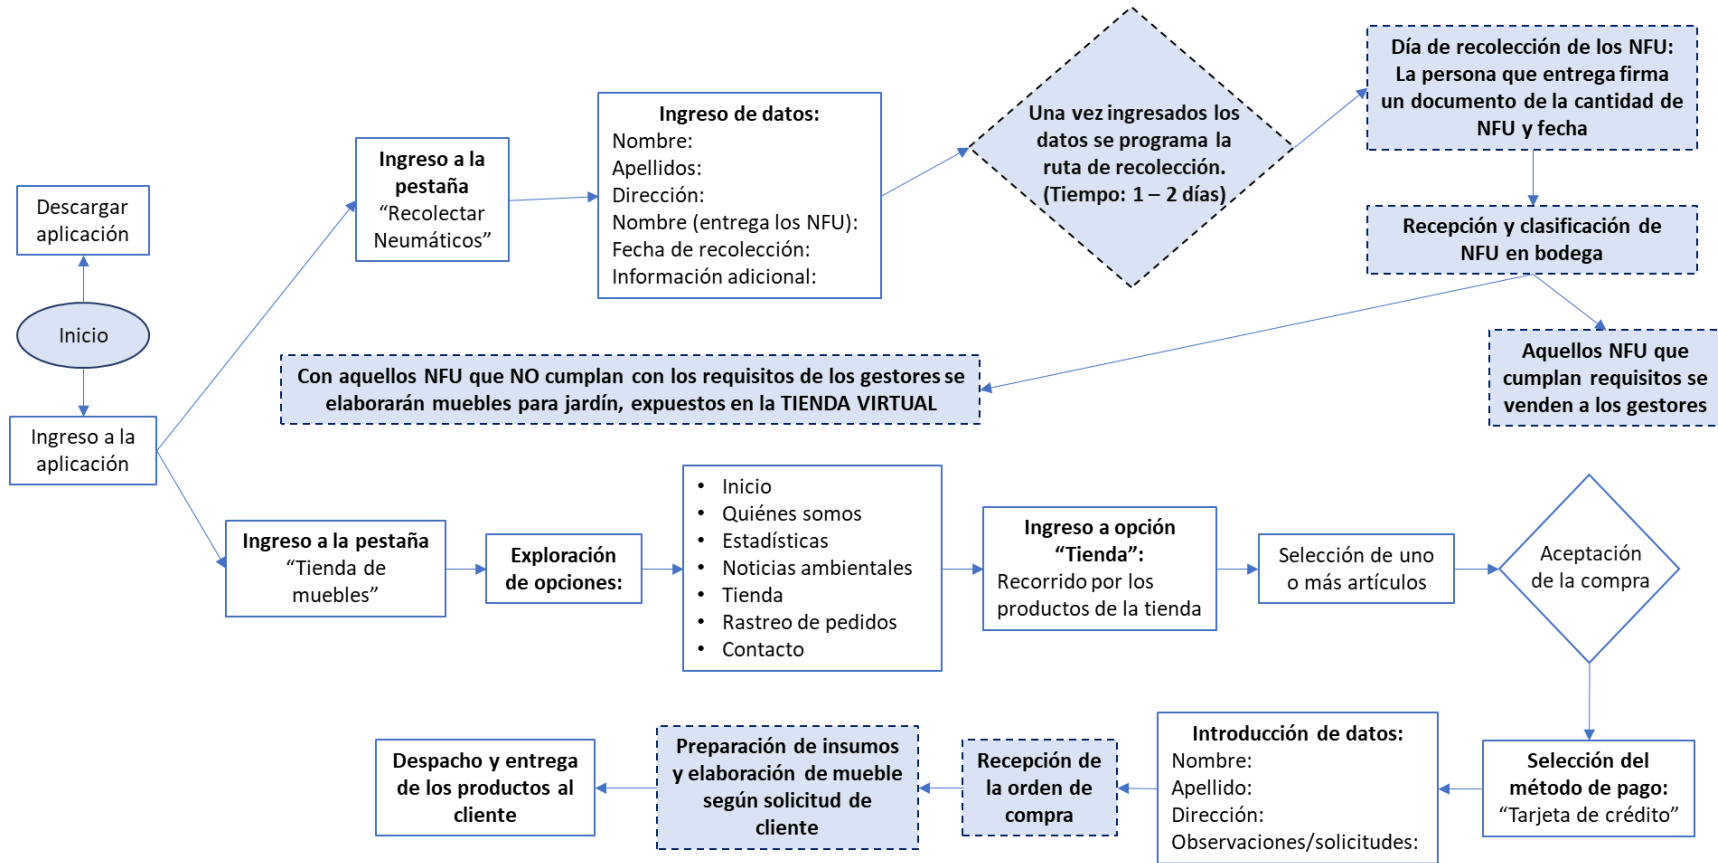 Descargar
aplicación
Inicio
Ingreso a la
aplicación
Ingreso a la
pestaña
“Recolectar
Neumáticos”
Ingreso de datos:
Nombre:
Apellidos:
Dirección:
Nombre (entrega los NFU):
Fecha de recolección:
Información adicional:
Una vez ingresados los
datos se programa la
ruta de recolección.
(Tiempo: 1 – 2 días)
Día de recolección de los NFU:
La persona que entrega firma
un documento de la cantidad de
NFU y fecha
Recepción y clasificación de
NFU en bodega
Con aquellos NFU que NO cumplan con los requisitos de los gestores se
elaborarán muebles para jardín, expuestos en la TIENDA VIRTUAL
Aquellos NFU que
cumplan requisitos se
venden a los gestores
Ingreso a la pestaña
“Tienda de
muebles”
Exploración
de opciones:
• Inicio
• Quiénes somos
• Estadísticas
• Noticias ambientales
• Tienda
• Rastreo de pedidos
• Contacto
Ingreso a opción
“Tienda”:
Recorrido por los
productos de la tienda
Selección de uno
o más artículos
Aceptación
de la compra
Selección del
método de pago:
“Tarjeta de crédito”
Introducción de datos:
Nombre:
Apellido:
Dirección:
Observaciones/solicitudes:
Recepción de
la orden de
compra
Preparación de insumos
y elaboración de mueble
según solicitud de
cliente
Despacho y entrega
de los productos al
cliente